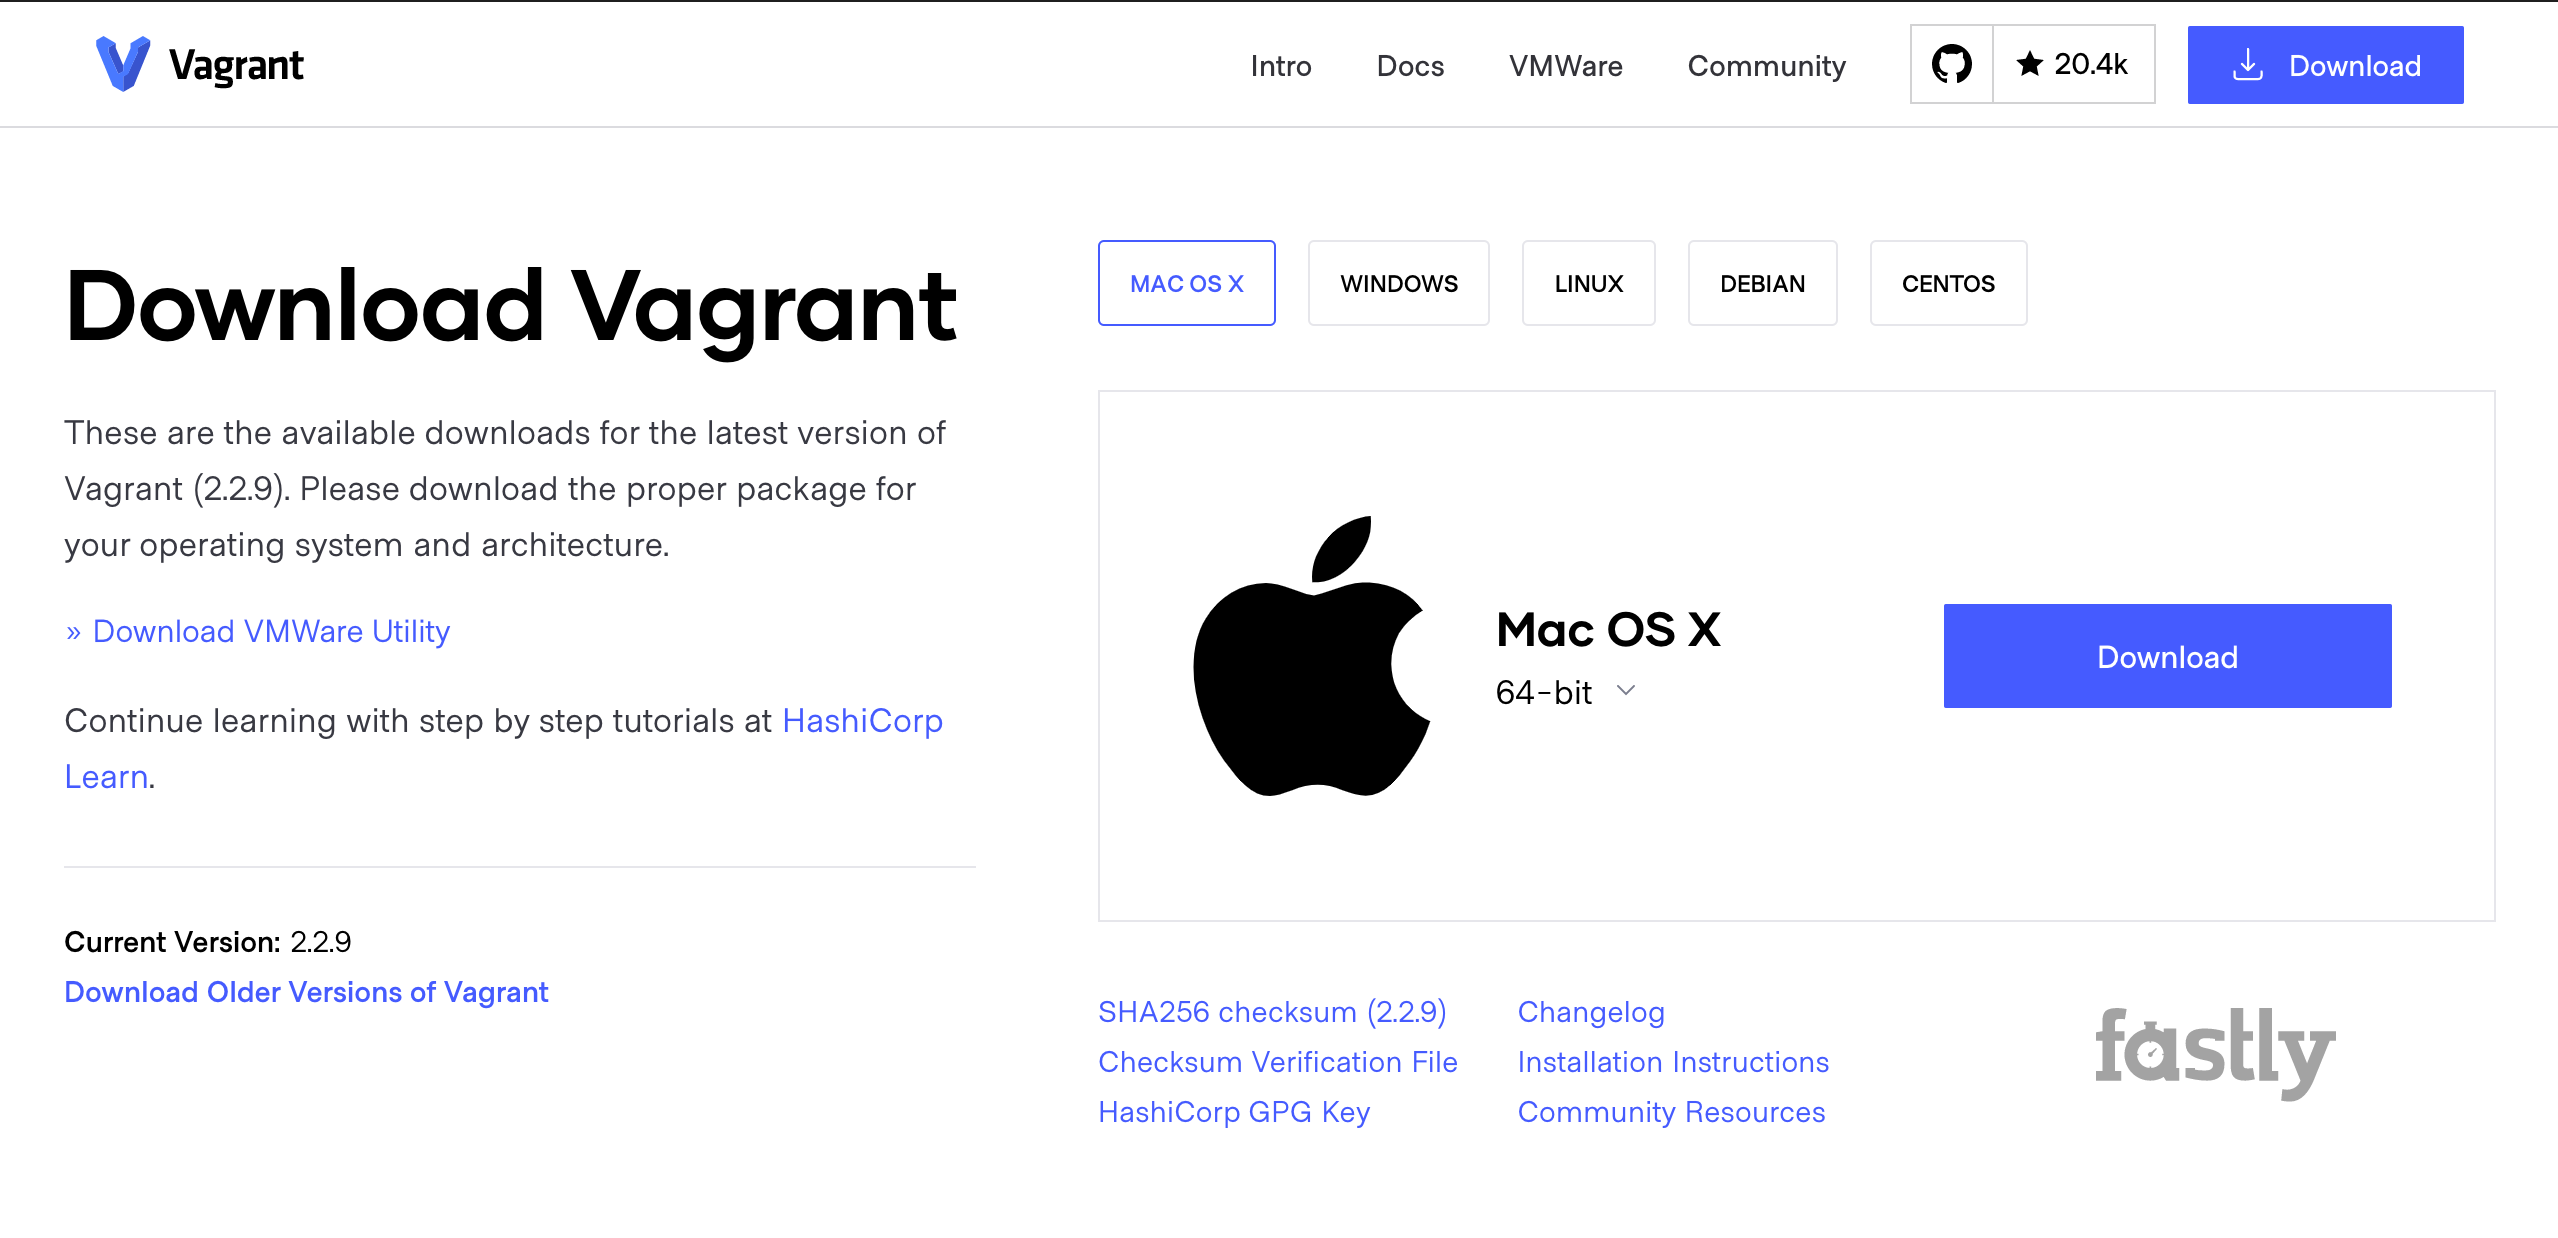 Vagrant
Intro
Docs
VMWare
Community
20.4k
Download
Download Vagrant
These are the available downloads for the latest version of
Vagrant (2.2.9). Please download the proper package for
your operating system and architecture.
» Download VMWare Utility
Continue learning with step by step tutorials at HashiCorp
Learn.
Current Version: 2.2.9
Download Older Versions of Vagrant
MAC OS X
WINDOWS
LINUX
DEBIAN
CENTOS
Mac OS X
64-bit
Download
SHA256 checksum (2.2.9)
Checksum Verification File
HashiCorp GPG Key
Changelog
Installation Instructions
Community Resources
fastly